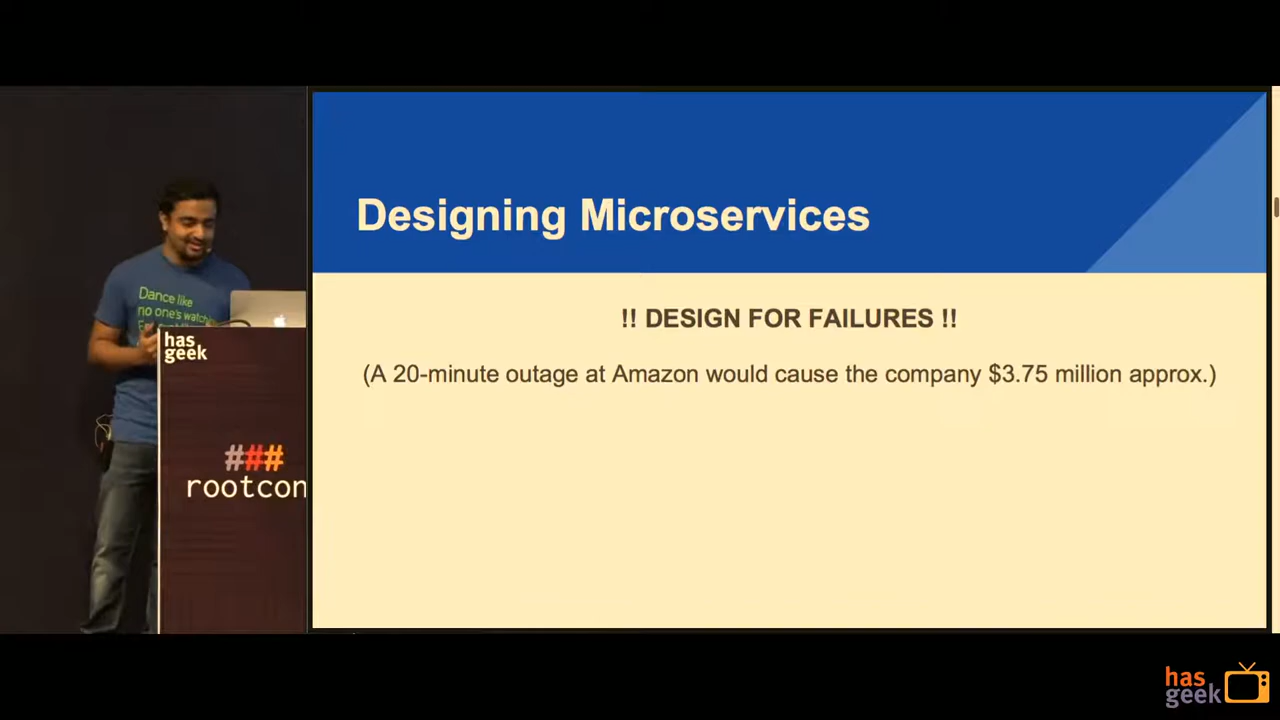 Designing Microservices
!! DESIGN FOR FAILURES !!
(A 20-minute outage at Amazon would cause the company $3.75 million approx.)
Dance like
no one's watching
has
geek
###
rootcon
has
geek